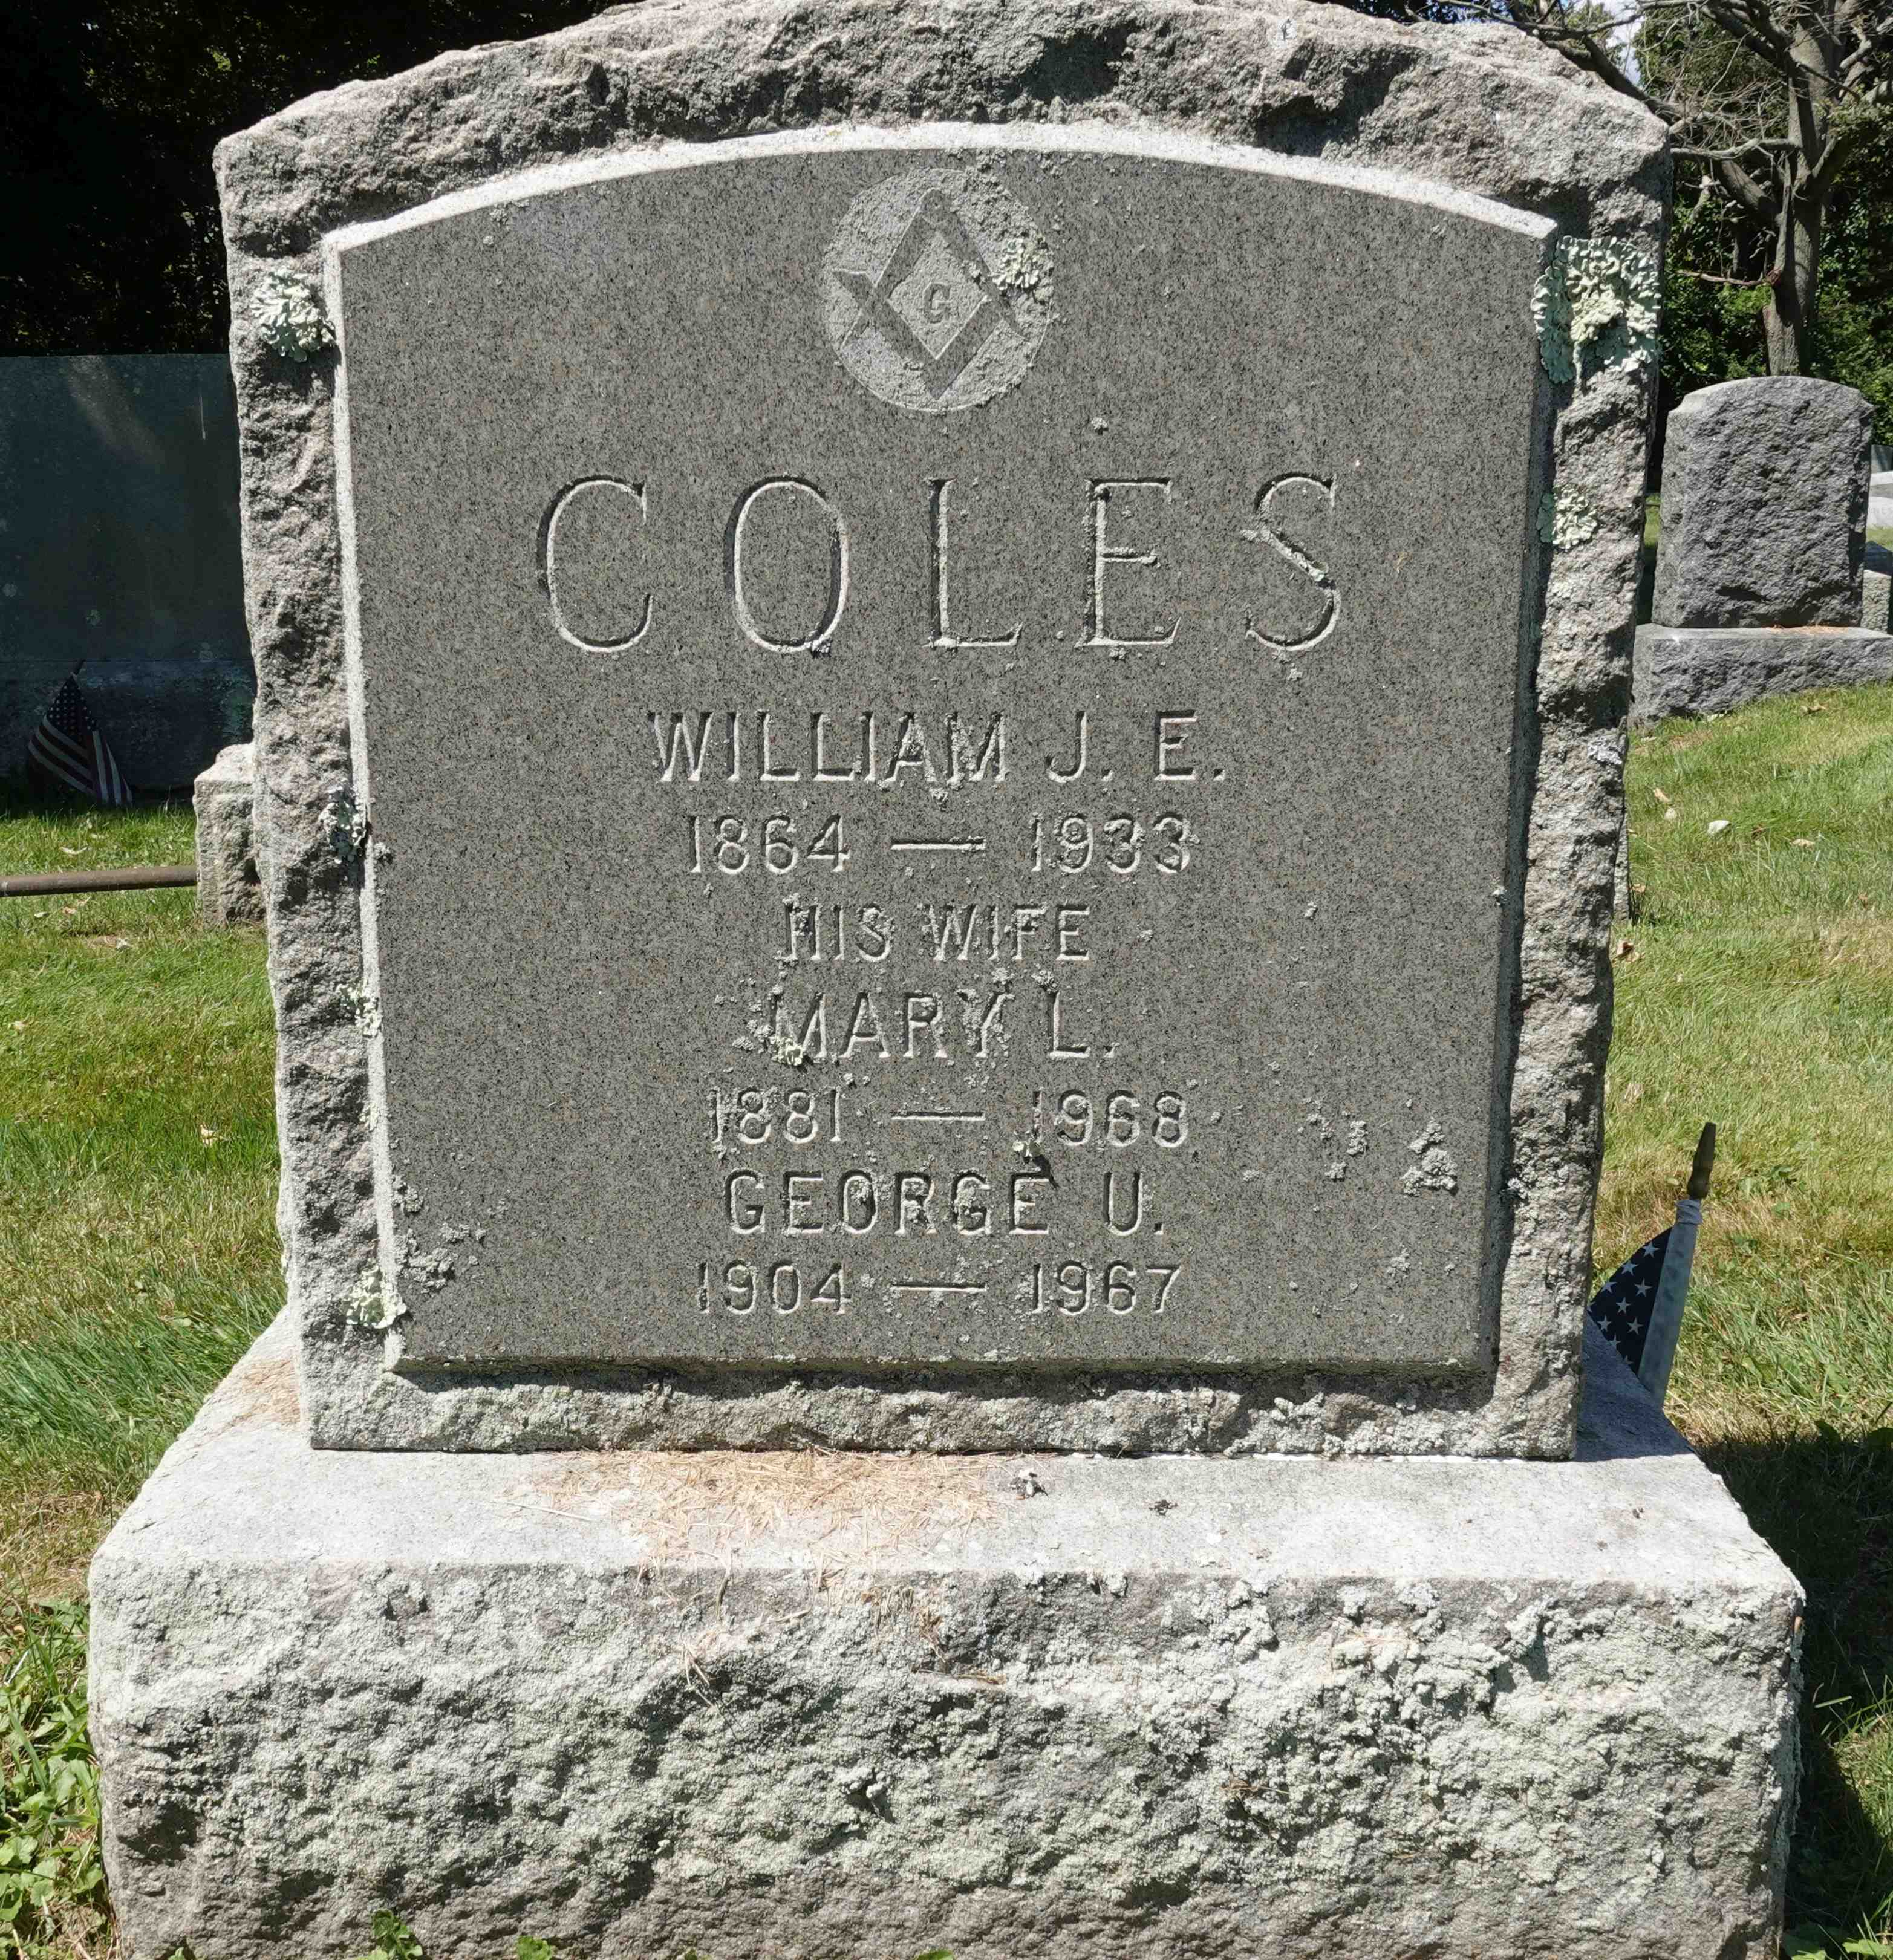 G
COLES
WILLIAM J. E.
1864 — 1933
HIS WIFE
MARY L.
1881 — 1968
GEORGE U.
1904 — 1967